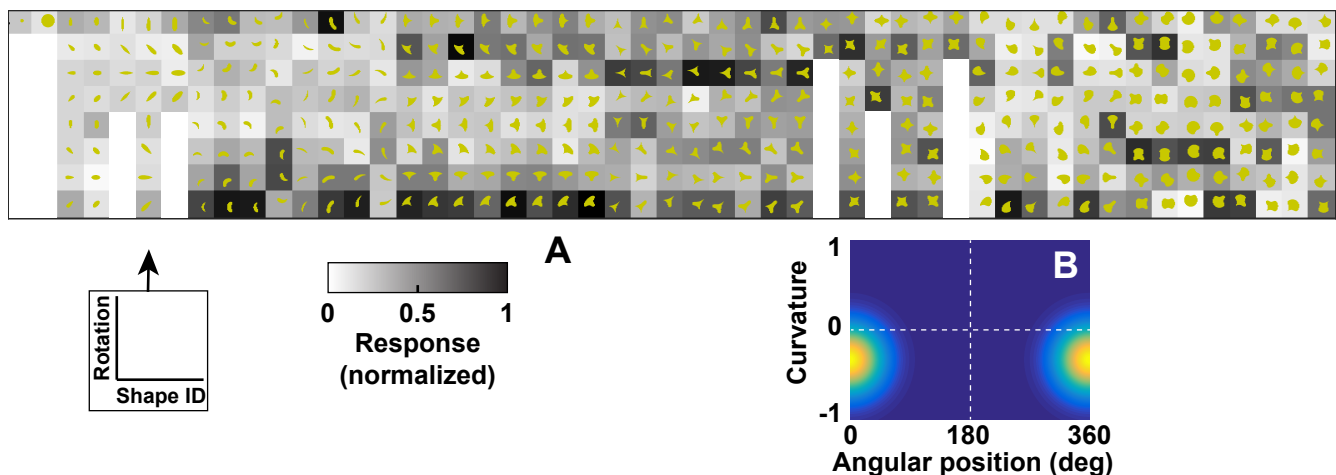 A
B
Rotation
Shape ID
0
0.5
1
Response
(normalized)
Curvature
1
0
-1
0
180
360
Angular position (deg)